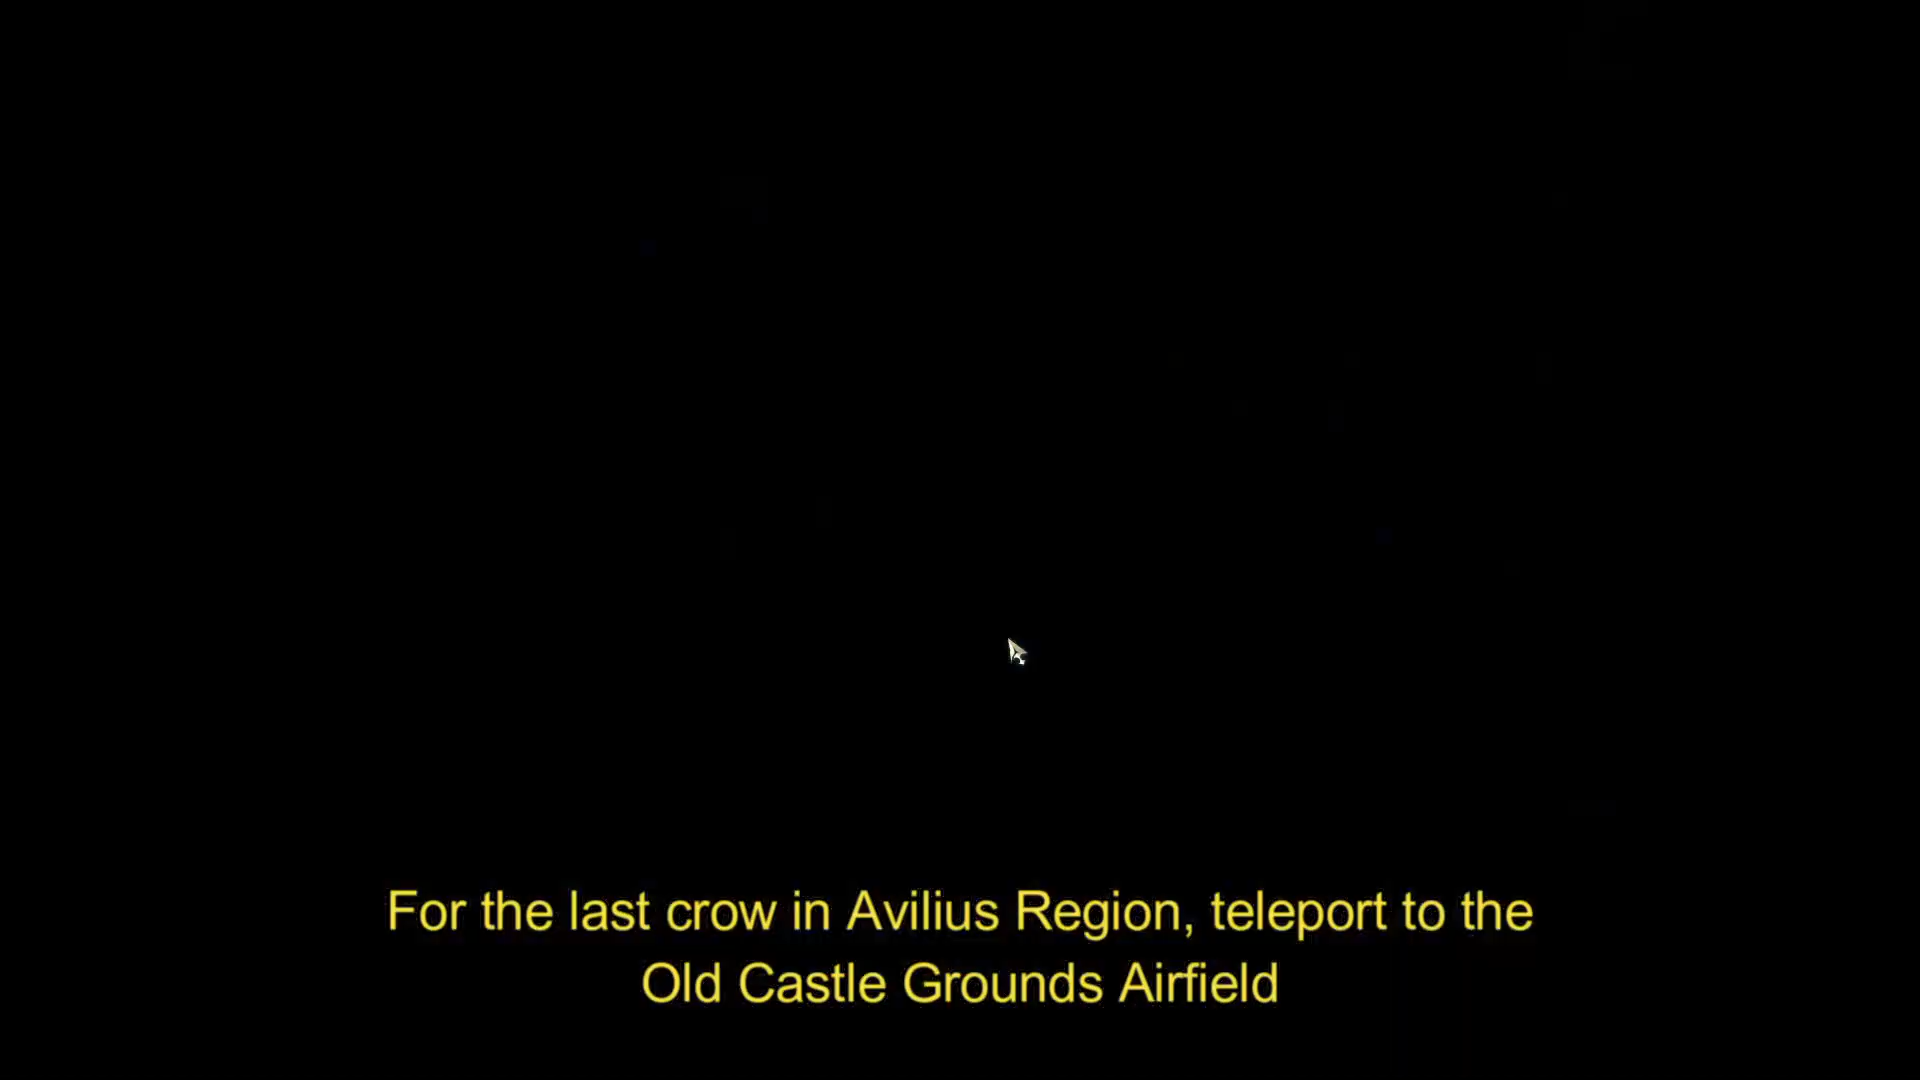 For the last crow in Avilius Region, teleport to the
Old Castle Grounds Airfield